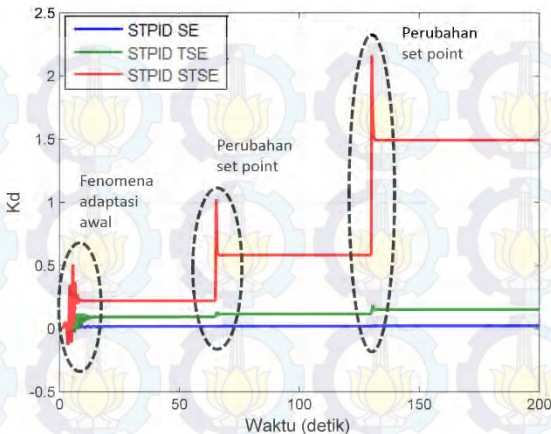 STPID SE
STPID TSE
STPID STSE
Perubahan
set point
Perubahan
set point
Fenomena
adaptasi
awal
Kd
2.5
2
1.5
1
0.5
0
-0.5
0
50
100
150
200
Waktu (detik)